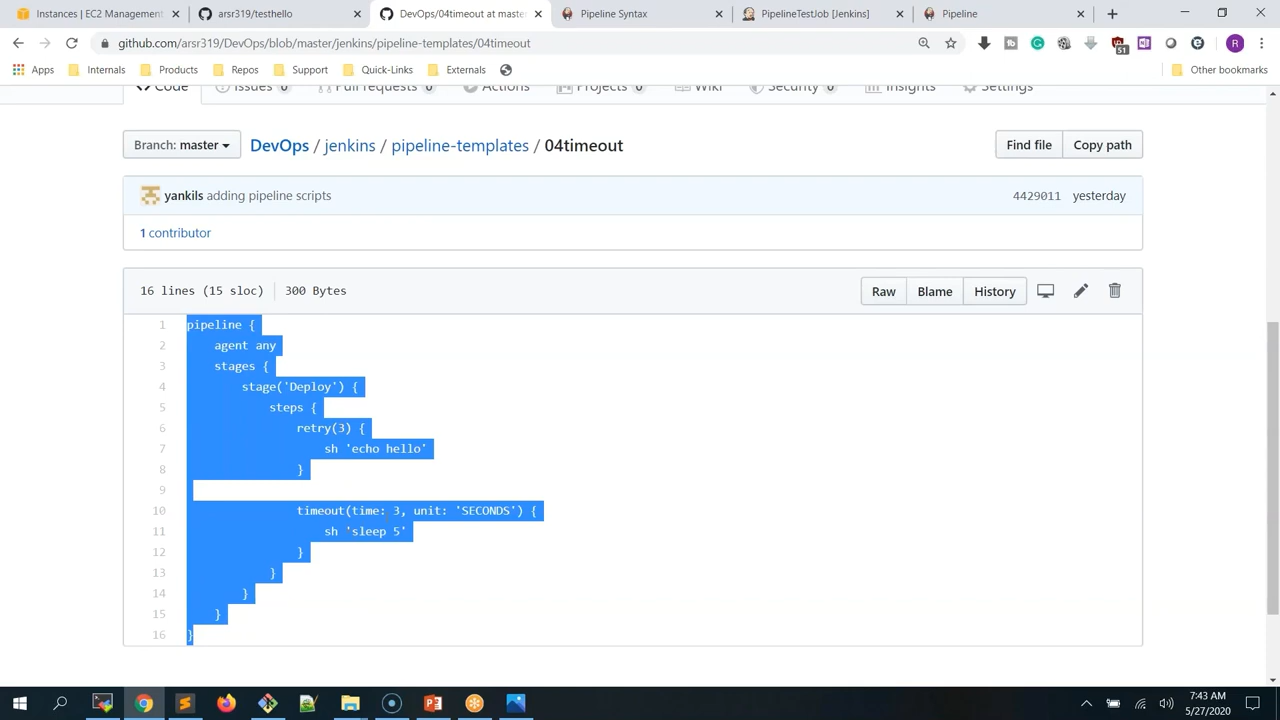 Instances | EC2 Management
arsr319/testhello
DevOps/04timeout at master
Pipeline Syntax
PipelineTestJob [Jenkins]
Pipeline
github.com/arsr319/DevOps/blob/master/jenkins/pipeline-templates/04timeout
51
R
Apps
Internals
Products
Repos
Support
Quick-Links
Externals
Other bookmarks
Code
Issues 0
Pull requests 0
Actions
Projects 0
Wiki
Security 0
Insights
Settings
Branch: master
DevOps / jenkins / pipeline-templates / 04timeout
Find file
Copy path
yankils adding pipeline scripts
4429011 yesterday
1 contributor
16 lines (15 sloc) 300 Bytes
Raw
Blame
History
1 pipeline {
2 agent any
3 stages {
4 stage('Deploy') {
5 steps {
6 retry(3) {
7 sh 'echo hello'
8 }
9
10 timeout(time: 3, unit: 'SECONDS') {
11 sh 'sleep 5'
12 }
13 }
14 }
15 }
16 }
7:43 AM
5/27/2020